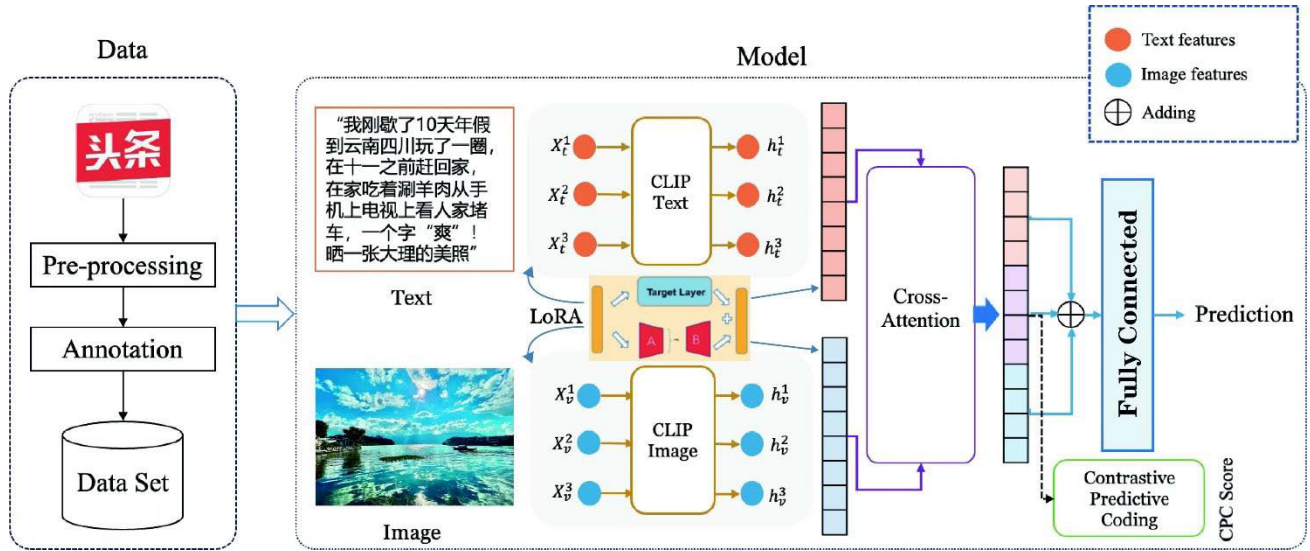 Data
头条
Pre-processing
Annotation
Data Set
Model
“我刚歇了10天年假
到云南四川玩了一圈，
在十一之前赶回家，
在家吃着涮羊肉从手
机上电视上看人家堵
车，一个字“爽”！
晒一张大理的美照”
Text
Image
LoRA
X_t^1
X_t^2
X_t^3
CLIP
Text
h_t^1
h_t^2
h_t^3
Target Layer
A
~
B
X_v^1
X_v^2
X_v^3
CLIP
Image
h_v^1
h_v^2
h_v^3
Cross-
Attention
Fully Connected
Prediction
Contrastive
Predictive
Coding
CPC Score
Text features
Image features
Adding